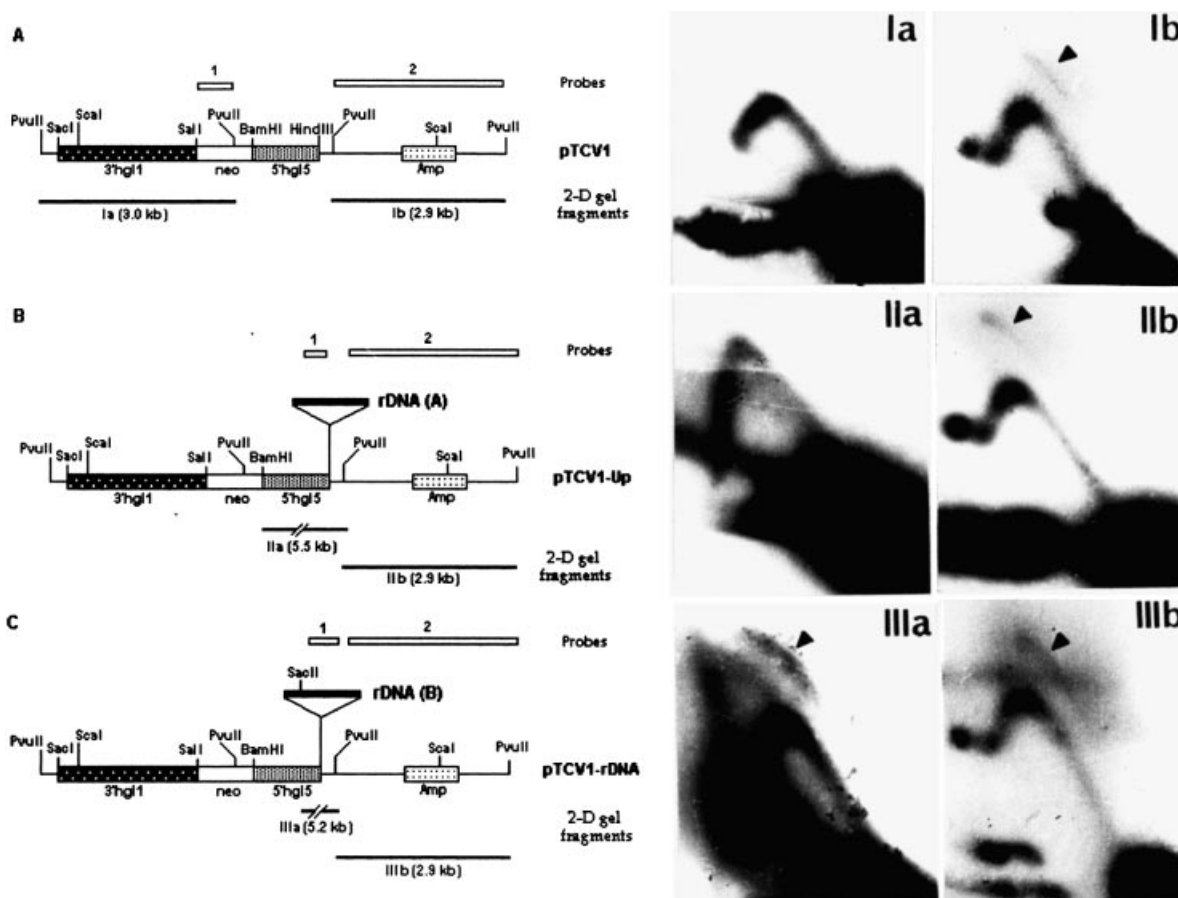 A
1
2
Probes
PvuII
SacI
ScaI
SalI
PvuII
BamHI
HindIII
PvuII
ScaI
PvuII
3'hgl1
neo
5'hgl5
Amp
pTCV1
Ia (3.0 kb)
Ib (2.9 kb)
2-D gel
fragments
B
1
2
Probes
rDNA (A)
PvuII
SacI
ScaI
SalI
PvuII
BamHI
PvuII
ScaI
PvuII
3'hgl1
neo
5'hgl5
Amp
pTCV1-Up
IIa (5.5 kb)
IIb (2.9 kb)
2-D gel
fragments
C
1
2
Probes
SacII
rDNA (B)
PvuII
SacI
ScaI
SalI
PvuII
BamHI
PvuII
ScaI
PvuII
3'hgl1
neo
5'hgl5
Amp
pTCV1-rDNA
IIIa (5.2 kb)
IIIb (2.9 kb)
2-D gel
fragments
Ia
Ib
IIa
IIb
IIIa
IIIb